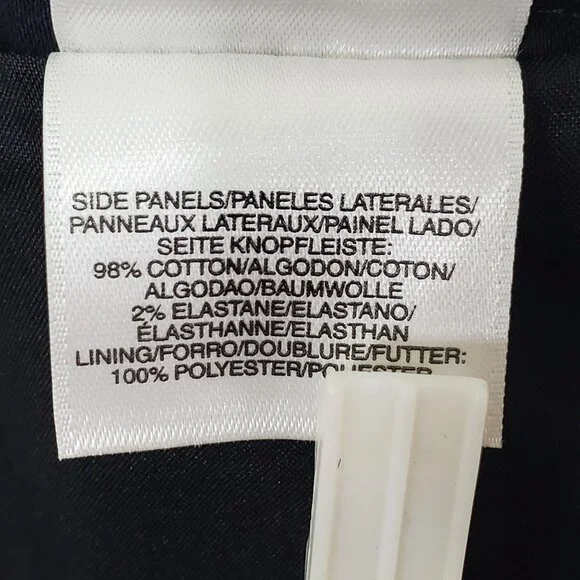 SIDE PANELS/PANELES LATERALES/
PANNEAUX LATERAUX/PAINEL LADO/
SEITE KNOPFLEISTE:
98% COTTON/ALGODON/COTON/
ALGODAO/BAUMWOLLE
2% ELASTANE/ELASTANO/
ÉLASTHANNE/ELASTHAN
LINING/FORRO/DOUBLURE/FUTTER:
100% POLYESTER/POLIESTER